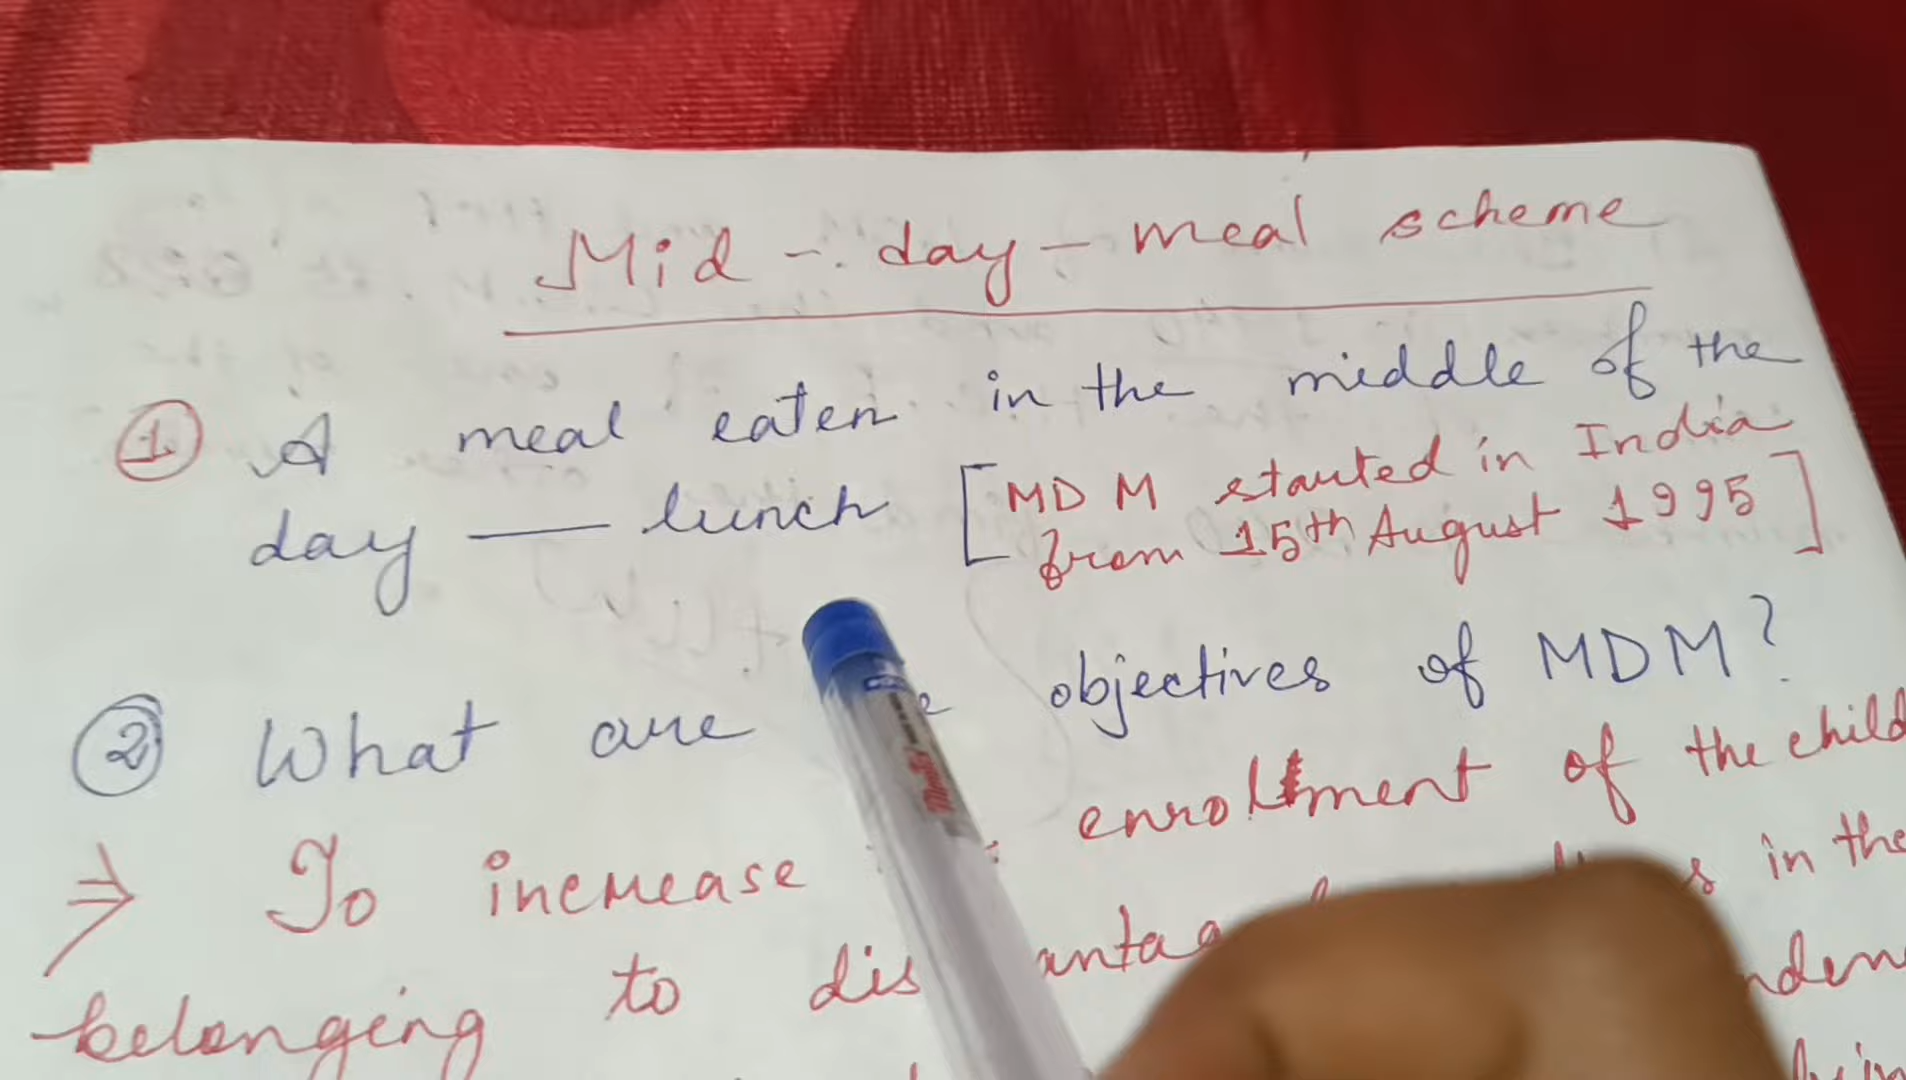 Mid - day - meal scheme
① A meal eaten in the middle of the
day — lunch [MDM started in India
from 15th August 1995]
② What are objectives of MDM?
⇒ To increase enrollment of the child
in the
belonging to